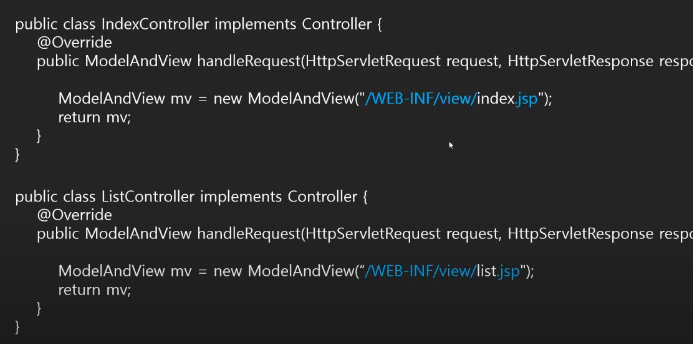 public class IndexController implements Controller {
@Override
public ModelAndView handleRequest(HttpServletRequest request, HttpServletResponse respo
ModelAndView mv = new ModelAndView("/WEB-INF/view/index.jsp");
return mv;
}
}
public class ListController implements Controller {
@Override
public ModelAndView handleRequest(HttpServletRequest request, HttpServletResponse respo
ModelAndView mv = new ModelAndView(“/WEB-INF/view/list.jsp");
return mv;
}
}